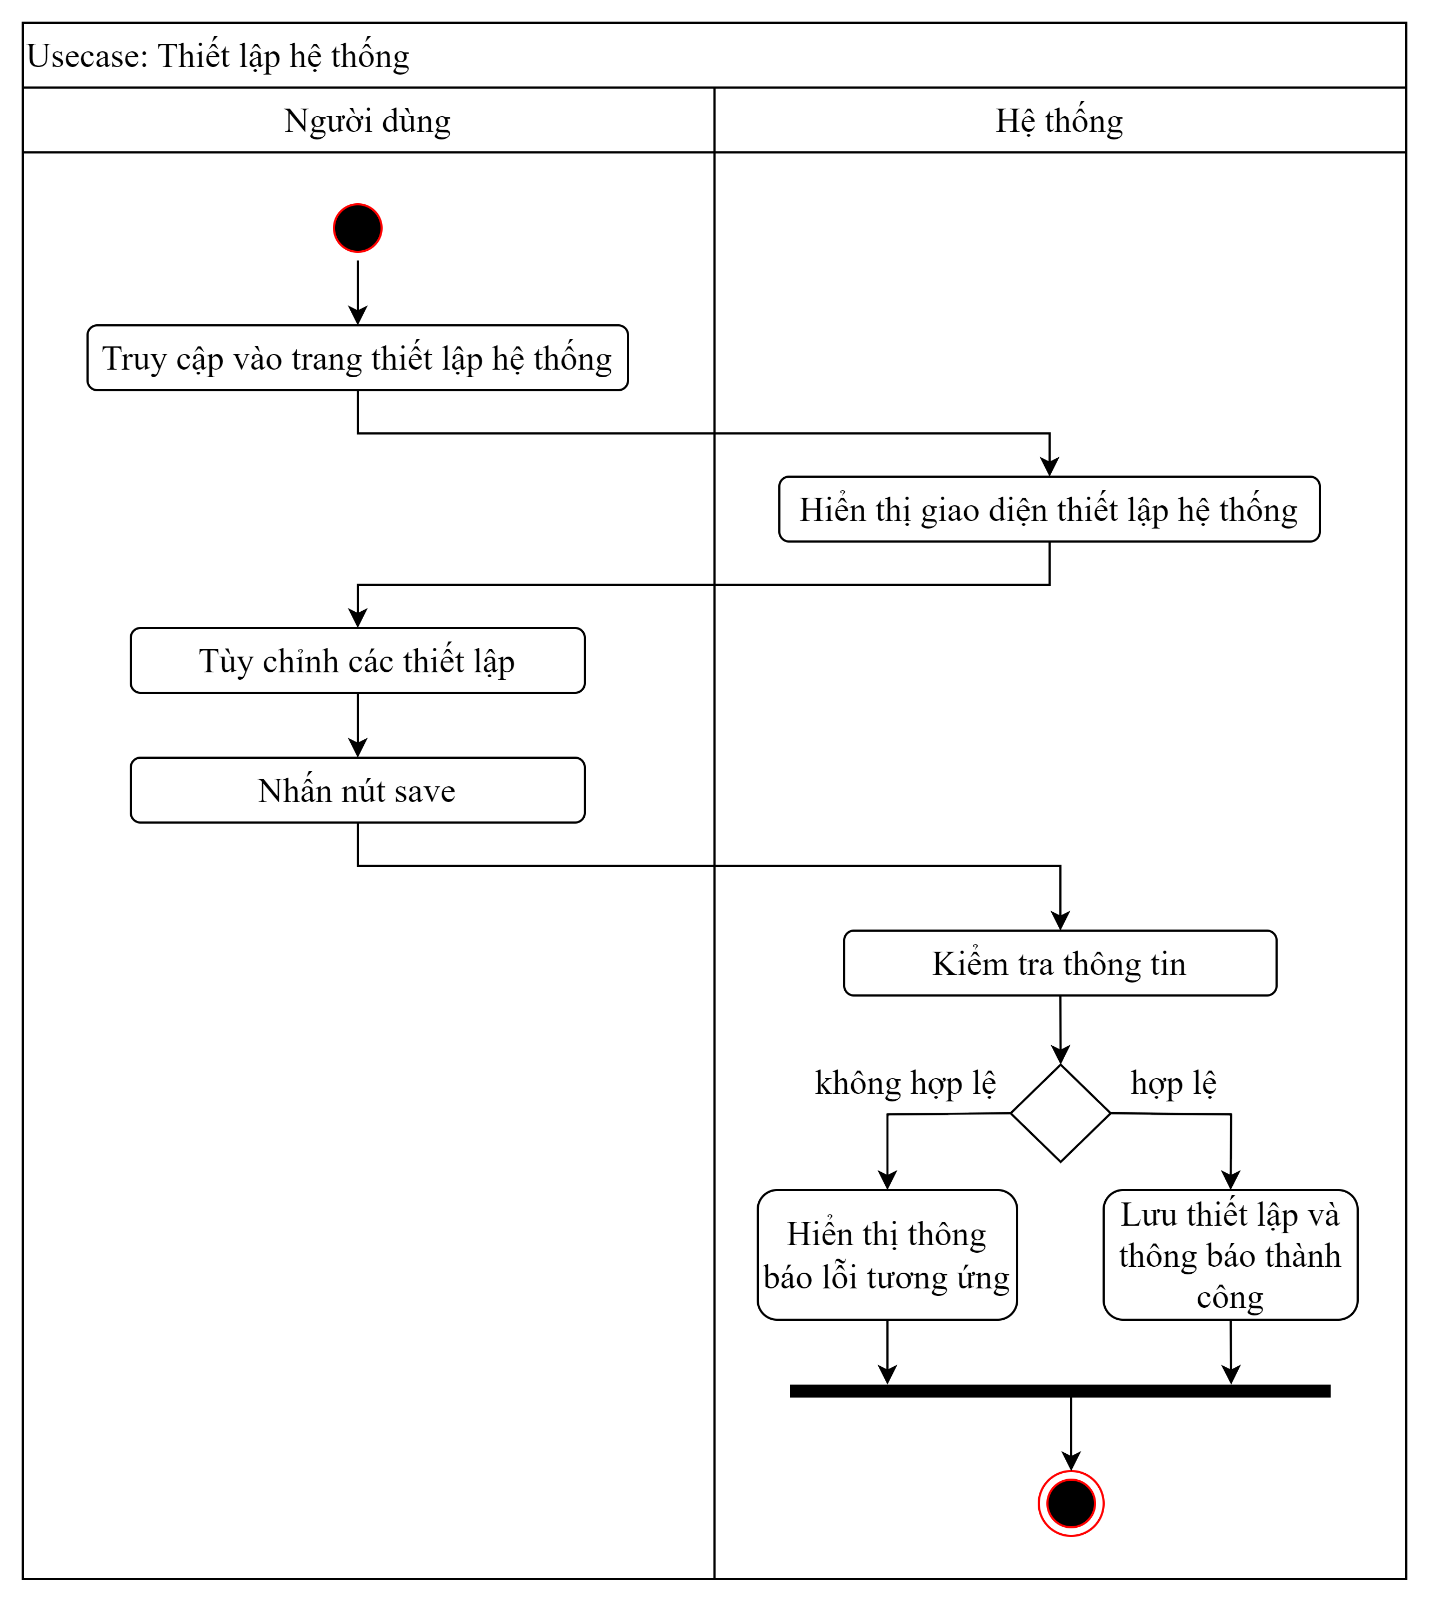 Usecase: Thiết lập hệ thống
Người dùng
Hệ thống
Truy cập vào trang thiết lập hệ thống
Hiển thị giao diện thiết lập hệ thống
Tùy chỉnh các thiết lập
Nhấn nút save
Kiểm tra thông tin
không hợp lệ
hợp lệ
Hiển thị thông
báo lỗi tương ứng
Lưu thiết lập và
thông báo thành
công